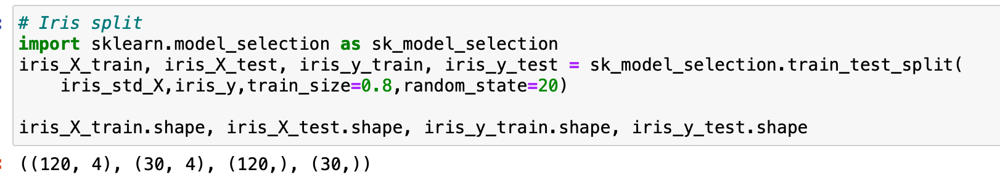 # Iris split
import sklearn.model_selection as sk_model_selection
iris_X_train, iris_X_test, iris_y_train, iris_y_test = sk_model_selection.train_test_split(
    iris_std_X,iris_y,train_size=0.8,random_state=20)
iris_X_train.shape, iris_X_test.shape, iris_y_train.shape, iris_y_test.shape
((120, 4), (30, 4), (120,), (30,))